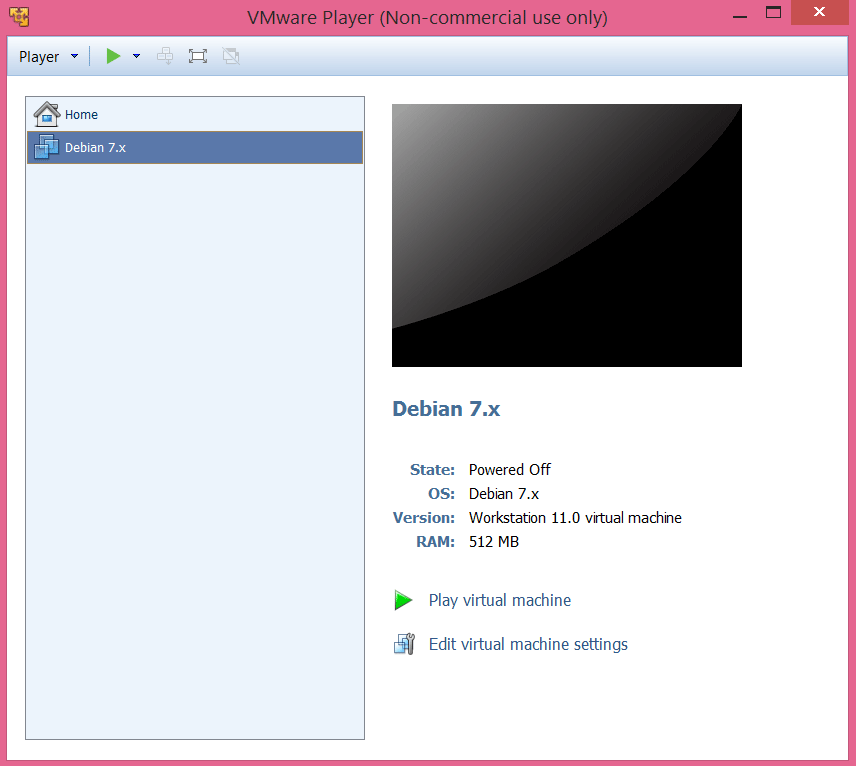 VMware Player (Non-commercial use only)
Player
Home
Debian 7.x
Debian 7.x
State: Powered Off
OS: Debian 7.x
Version: Workstation 11.0 virtual machine
RAM: 512 MB
Play virtual machine
Edit virtual machine settings